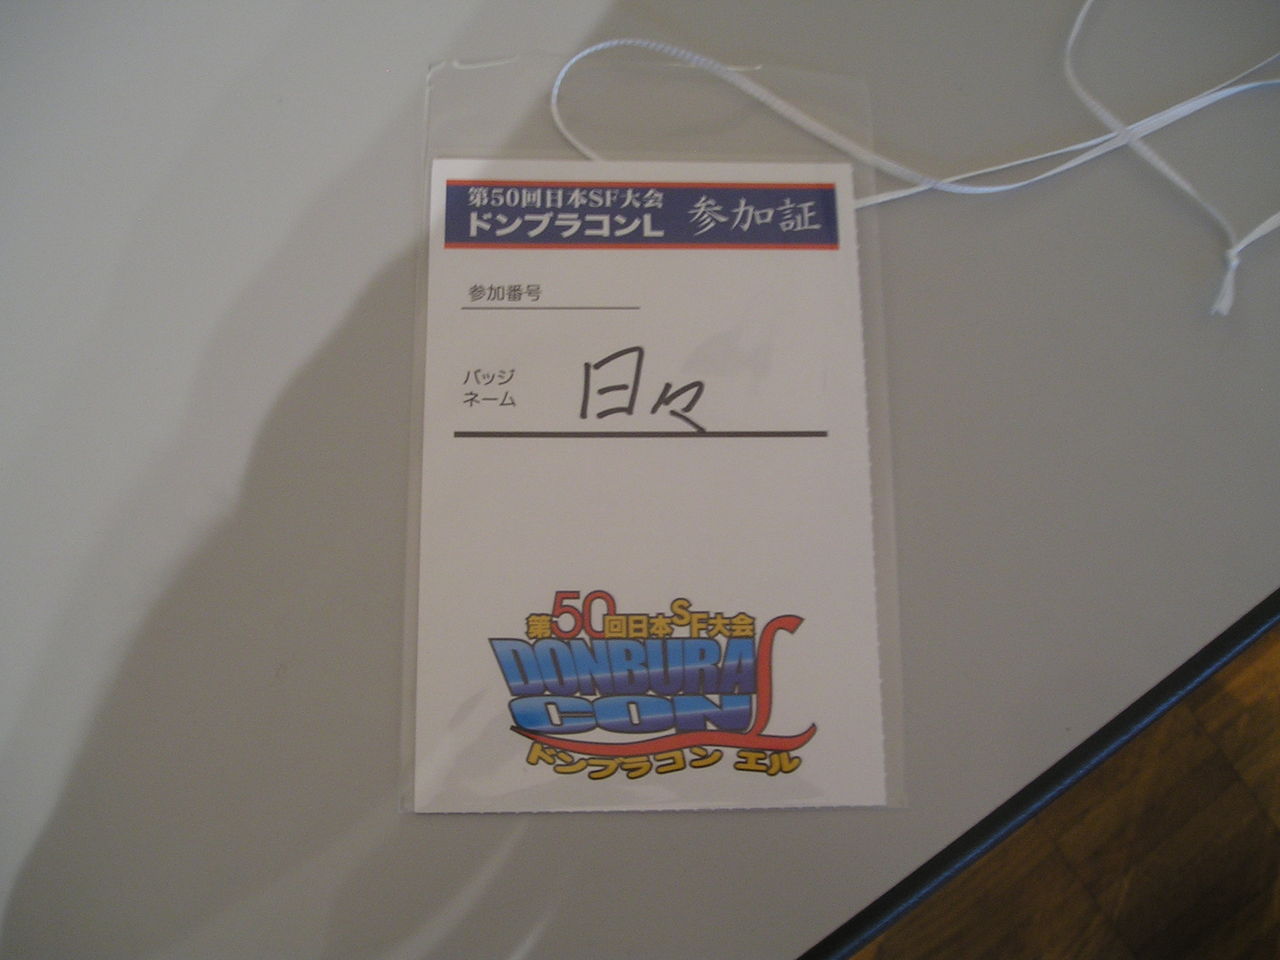 第50回日本SF大会
ドンブラコンL 参加証
参加番号
バッジ
ネーム
日々
第50回日本SF大会
DONBURA
CON L
ドンブラコン エル